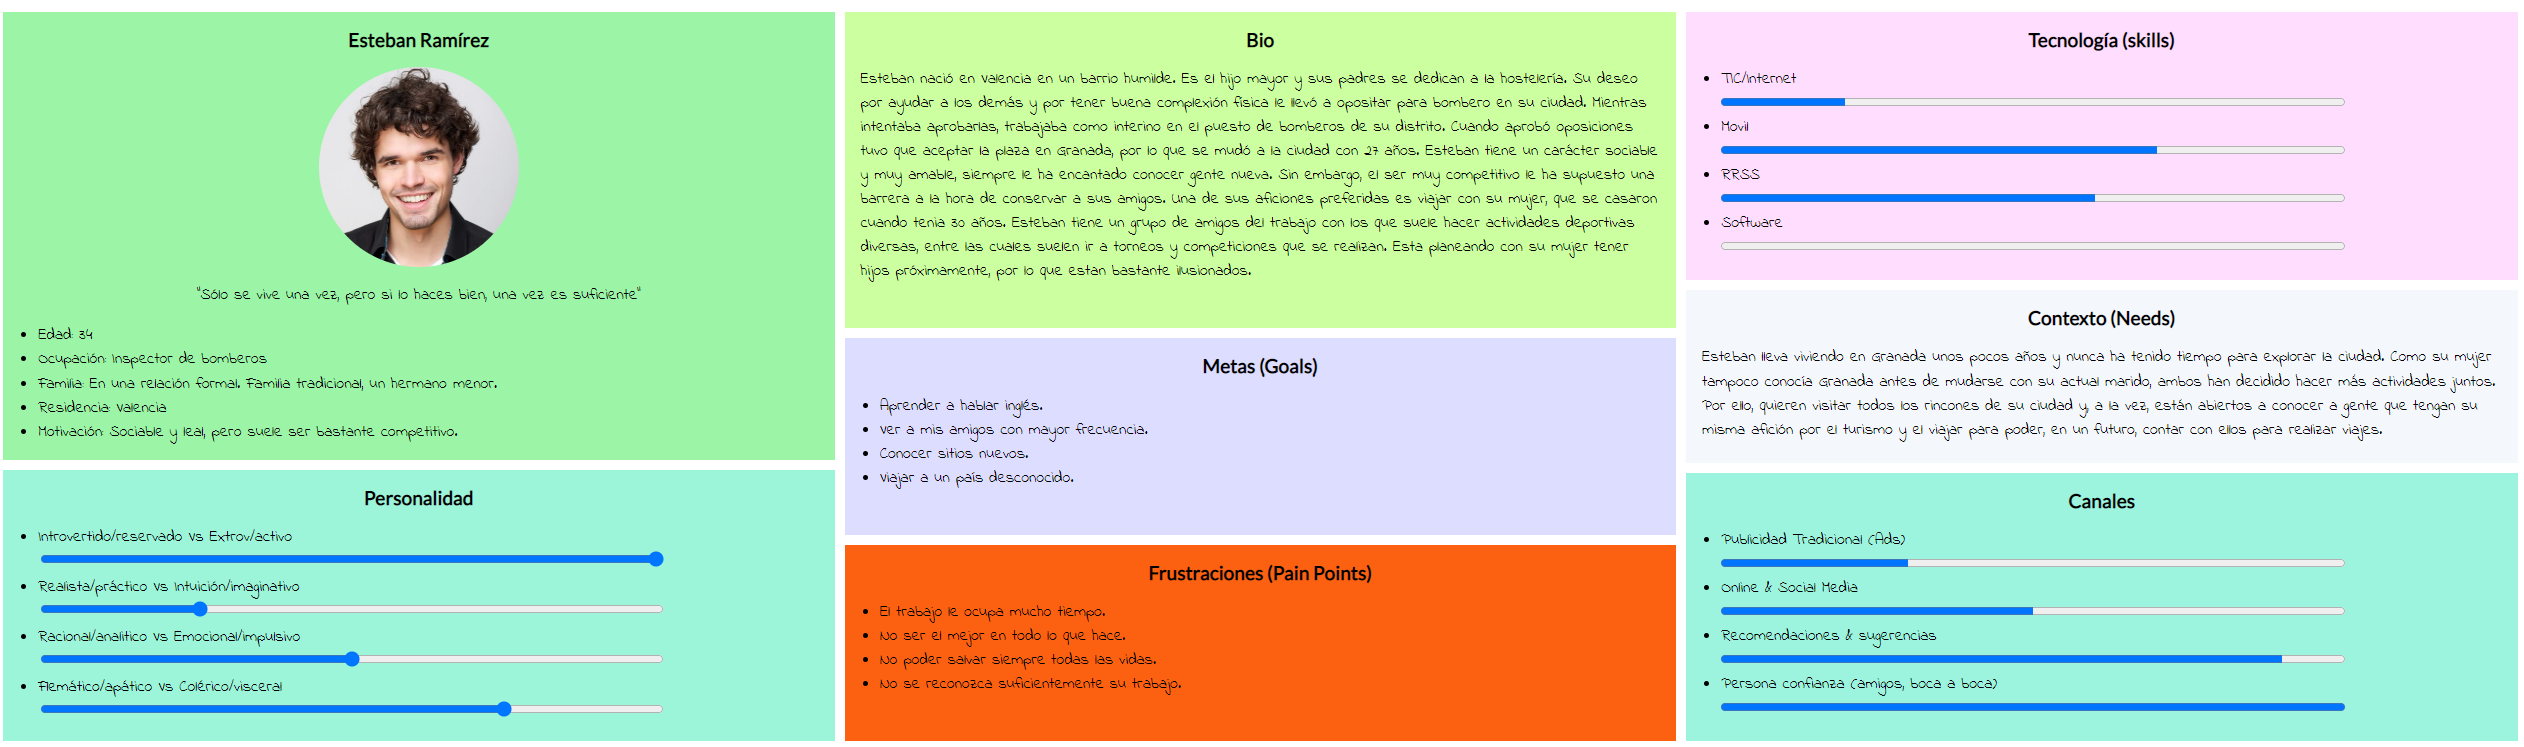 Esteban Ramírez
"Sólo se vive una vez, pero si lo haces bien, una vez es suficiente"
Edad: 34
Ocupación: Inspector de bomberos
Familia: En una relación formal. Familia tradicional, un hermano menor.
Residencia: Valencia
Motivación: Sociable y leal, pero suele ser bastante competitivo.
Personalidad
Introvertido/reservado Vs Extrov/activo
Realista/práctico Vs Intuición/imaginativo
Racional/analitico Vs Emocional/impulsivo
Flemático/apático Vs Colérico/visceral
Bio
Esteban nació en Valencia en un barrio humilde. Es el hijo mayor y sus padres se dedican a la hostelería. Su deseo
por ayudar a los demás y por tener buena complexión física le llevó a opositar para bombero en su ciudad. Mientras
intentaba aprobarlas, trabajaba como interino en el puesto de bomberos de su distrito. Cuando aprobó oposiciones
tuvo que aceptar la plaza en Granada, por lo que se mudó a la ciudad con 27 años. Esteban tiene un carácter sociable
y muy amable, siempre le ha encantado conocer gente nueva. Sin embargo, el ser muy competitivo le ha supuesto una
barrera a la hora de conservar a sus amigos. Una de sus aficiones preferidas es viajar con su mujer, que se casaron
cuando tenia 30 años. Esteban tiene un grupo de amigos del trabajo con los que suele hacer actividades deportivas
diversas, entre las cuales suelen ir a torneos y competiciones que se realizan. Esta planeando con su mujer tener
hijos próximamente, por lo que estan bastante ilusionados.
Metas (Goals)
Aprender a hablar inglés.
Ver a mis amigos con mayor frecuencia.
Conocer sitios nuevos.
Viajar a un país desconocido.
Frustraciones (Pain Points)
El trabajo le ocupa mucho tiempo.
No ser el mejor en todo lo que hace.
No poder salvar siempre todas las vidas.
No se reconozca suficientemente su trabajo.
Tecnología (skills)
TIC/Internet
Movil
RRSS
Software
Contexto (Needs)
Esteban lleva viviendo en Granada unos pocos años y nunca ha tenido tiempo para explorar la ciudad. Como su mujer
tampoco conocía Granada antes de mudarse con su actual marido, ambos han decidido hacer más actividades juntos.
Por ello, quieren visitar todos los rincones de su ciudad y, a la vez, están abiertos a conocer a gente que tengan su
misma afición por el turismo y el viajar para poder, en un futuro, contar con ellos para realizar viajes.
Canales
Publicidad Tradicional (Ads)
Online & Social Media
Recomendaciones & sugerencias
Persona confianza (amigos, boca a boca)